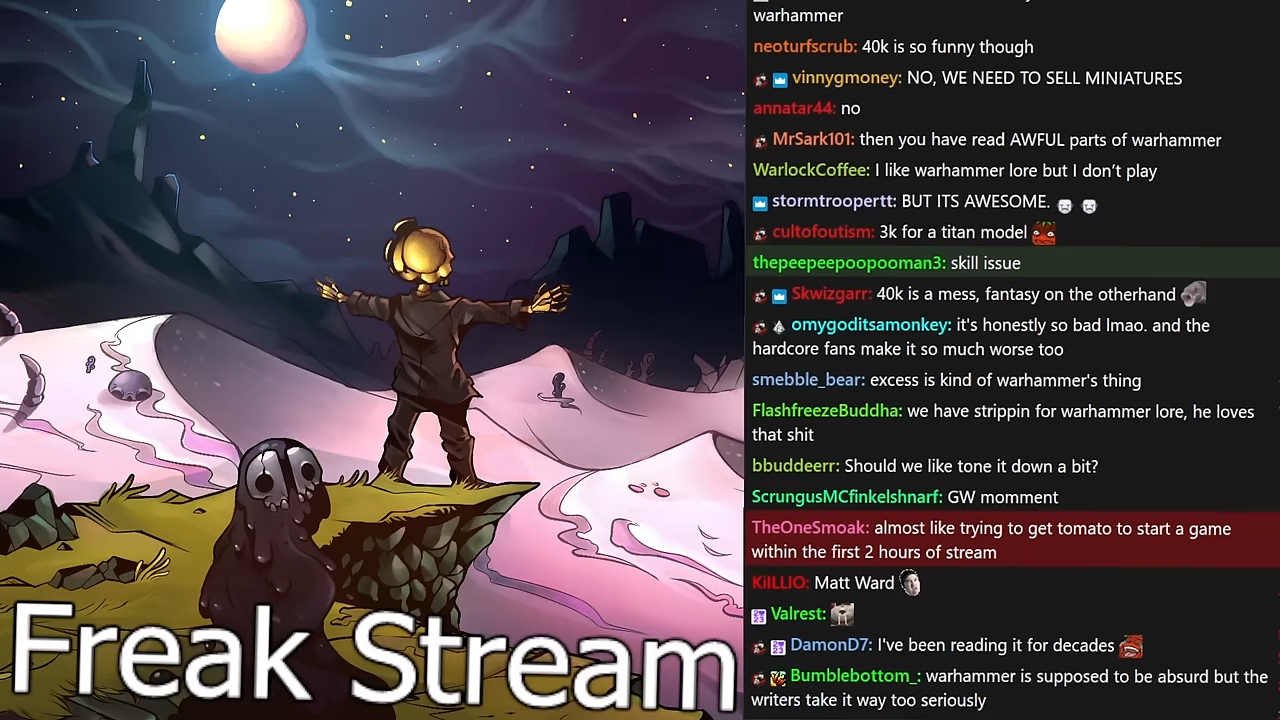 warhammer
neoturfscrub: 40k is so funny though
vinnygmoney: NO, WE NEED TO SELL MINIATURES
annatar44: no
MrSark101: then you have read AWFUL parts of warhammer
WarlockCoffee: I like warhammer lore but I don’t play
stormtroopertt: BUT ITS AWESOME.
cultofoutism: 3k for a titan model
thepeepeepoopooman3: skill issue
Skwizgarr: 40k is a mess, fantasy on the otherhand
omygoditsamonkey: it's honestly so bad lmao. and the
hardcore fans make it so much worse too
smebble_bear: excess is kind of warhammer's thing
FlashfreezeBuddha: we have strippin for warhammer lore, he loves
that shit
bbuddeerr: Should we like tone it down a bit?
ScrungusMCfinkelshnarf: GW momment
TheOneSmoak: almost like trying to get tomato to start a game
within the first 2 hours of stream
KiILLIO: Matt Ward
Valrest:
DamonD7: I've been reading it for decades
Bumblebottom_: warhammer is supposed to be absurd but the
writers take it way too seriously
Freak Stream